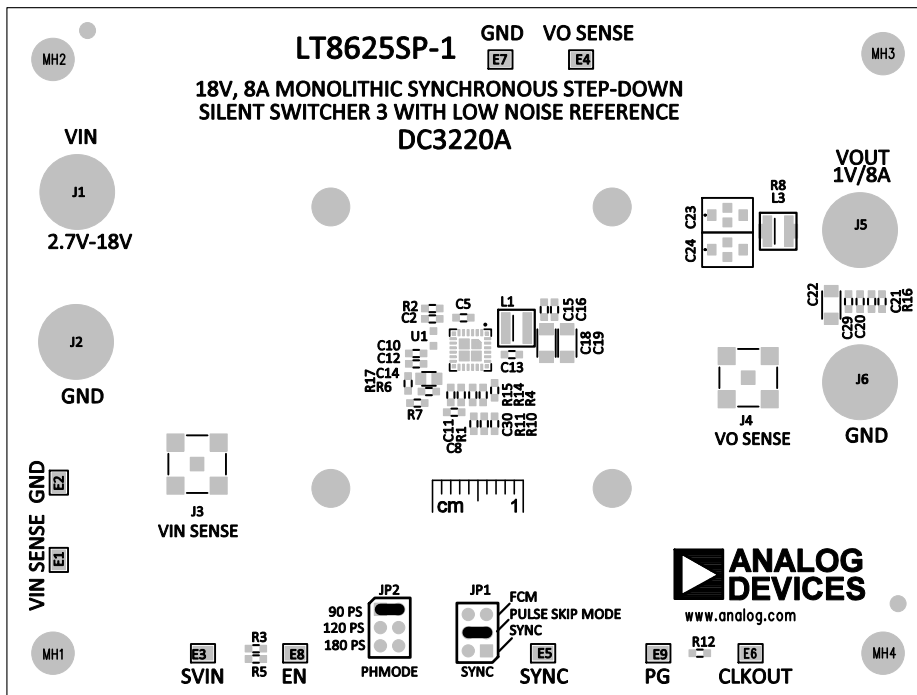 GND VO SENSE
LT8625SP-1
E7 E4
MH2
MH3
18V, 8A MONOLITHIC SYNCHRONOUS STEP-DOWN
SILENT SWITCHER 3 WITH LOW NOISE REFERENCE
DC3220A
VIN
J1
2.7V-18V
VOUT
1V/8A
J5
R8
L3
C23
C24
C22
C29
C20
C21
R16
J2
GND
R2
C2
C5
L1
C15
C16
U1
C18
C19
C10
C12
C13
C14
R17
R6
R7
R15
R14
R4
C11
R1
C8
C30
R11
R10
J4
VO SENSE
J6
GND
J3
VIN SENSE
GND
E2
VIN SENSE
E1
cm 1
ANALOG
DEVICES
www.analog.com
JP2
90 PS
120 PS
180 PS
PHMODE
JP1
FCM
PULSE SKIP MODE
SYNC
SYNC
MH1
E3
SVIN
R3
R5
E8
EN
E5
SYNC
E9
PG
R12
E6
CLKOUT
MH4